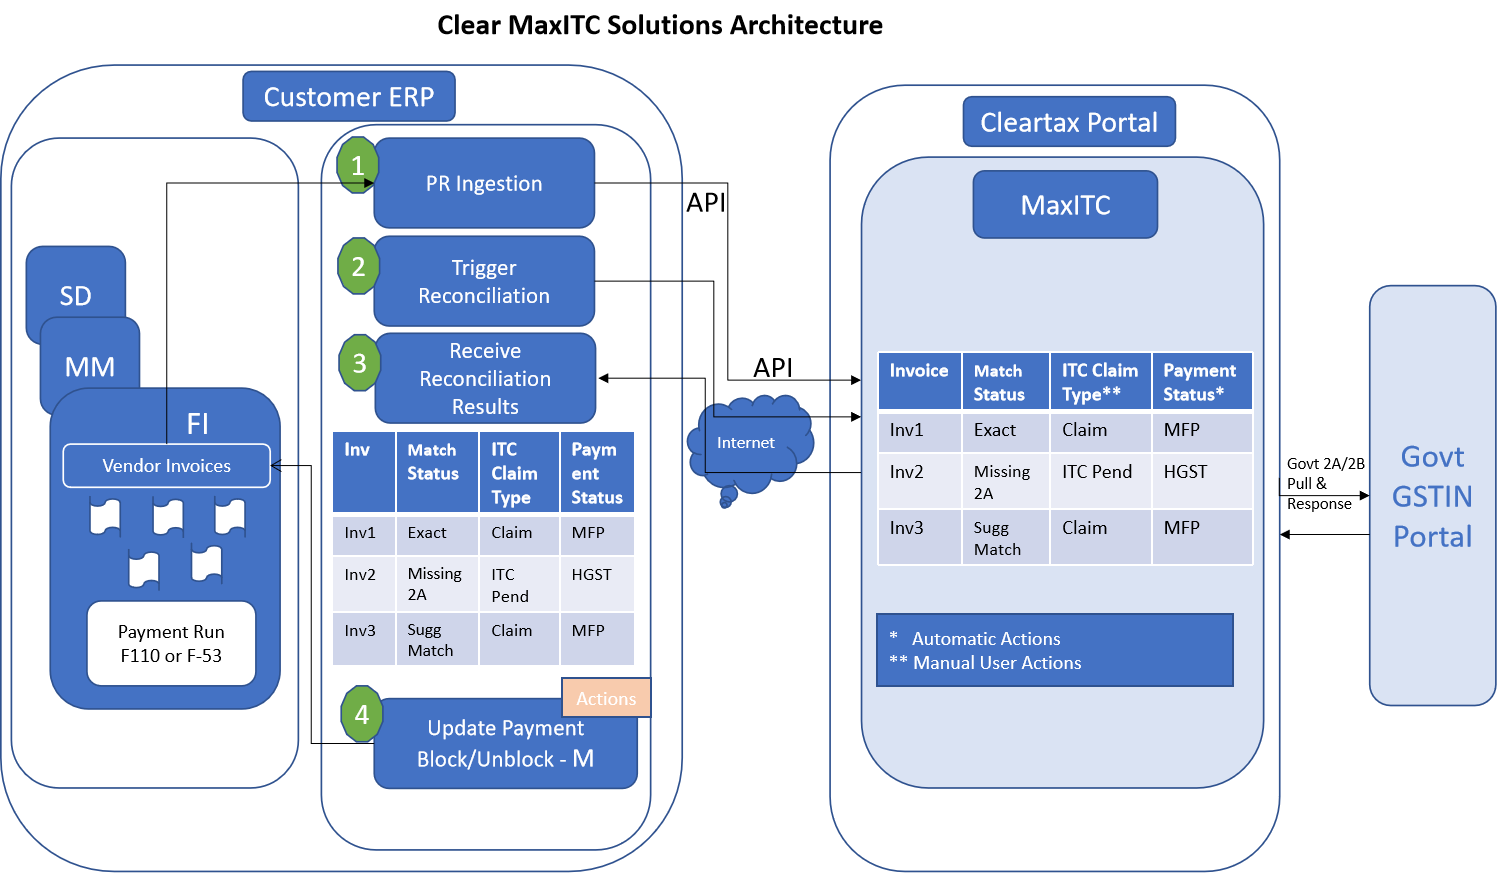 Clear MaxITC Solutions Architecture
Customer ERP
SD
MM
FI
Vendor Invoices
Payment Run
F110 or F-53
1
PR Ingestion
2
Trigger
Reconciliation
3
Receive
Reconciliation
Results
Inv Match Status ITC Claim Type Paym ent Status
Inv1 Exact Claim MFP
Inv2 Missing 2A ITC Pend HGST
Inv3 Sugg Match Claim MFP
Actions
4
Update Payment
Block/Unblock - M
API
API
Internet
Cleartax Portal
MaxITC
Invoice Match Status ITC Claim Type** Payment Status*
Inv1 Exact Claim MFP
Inv2 Missing 2A ITC Pend HGST
Inv3 Sugg Match Claim MFP
* Automatic Actions
** Manual User Actions
Govt 2A/2B
Pull &
Response
Govt
GSTIN
Portal